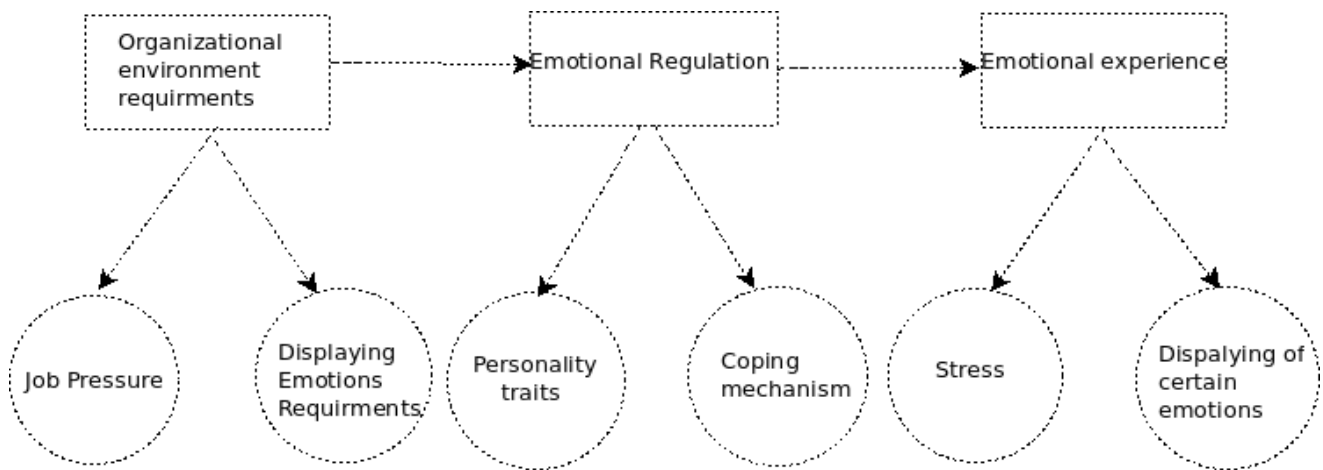 Organizational
environment
requirments
Emotional Regulation
Emotional experience
Job Pressure
Displaying
Emotions
Requirments
Personality
traits
Coping
mechanism
Stress
Dispalying of
certain
emotions